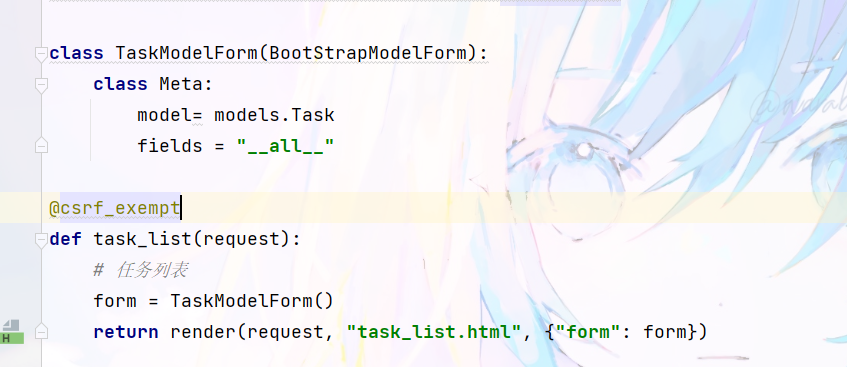 class TaskModelForm(BootStrapModelForm):
    class Meta:
        model= models.Task
        fields = "__all__"
@csrf_exempt
def task_list(request):
    # 任务列表
    form = TaskModelForm()
    return render(request, "task_list.html", {"form": form})
H